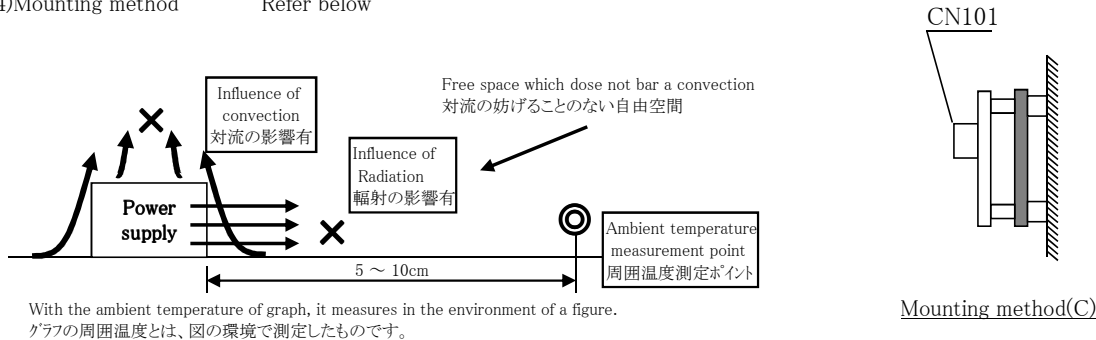 4)Mounting method Refer below
CN101
Influence of
convection
対流の影響有
Free space which dose not bar a convection
対流の妨げることのない自由空間
Influence of
Radiation
輻射の影響有
Power
supply
Ambient temperature
measurement point
周囲温度測定ﾎﾟｲﾝﾄ
5 ～ 10cm
With the ambient temperature of graph, it measures in the environment of a figure.
ｸﾞﾗﾌの周囲温度とは、図の環境で測定したものです。
Mounting method(C)